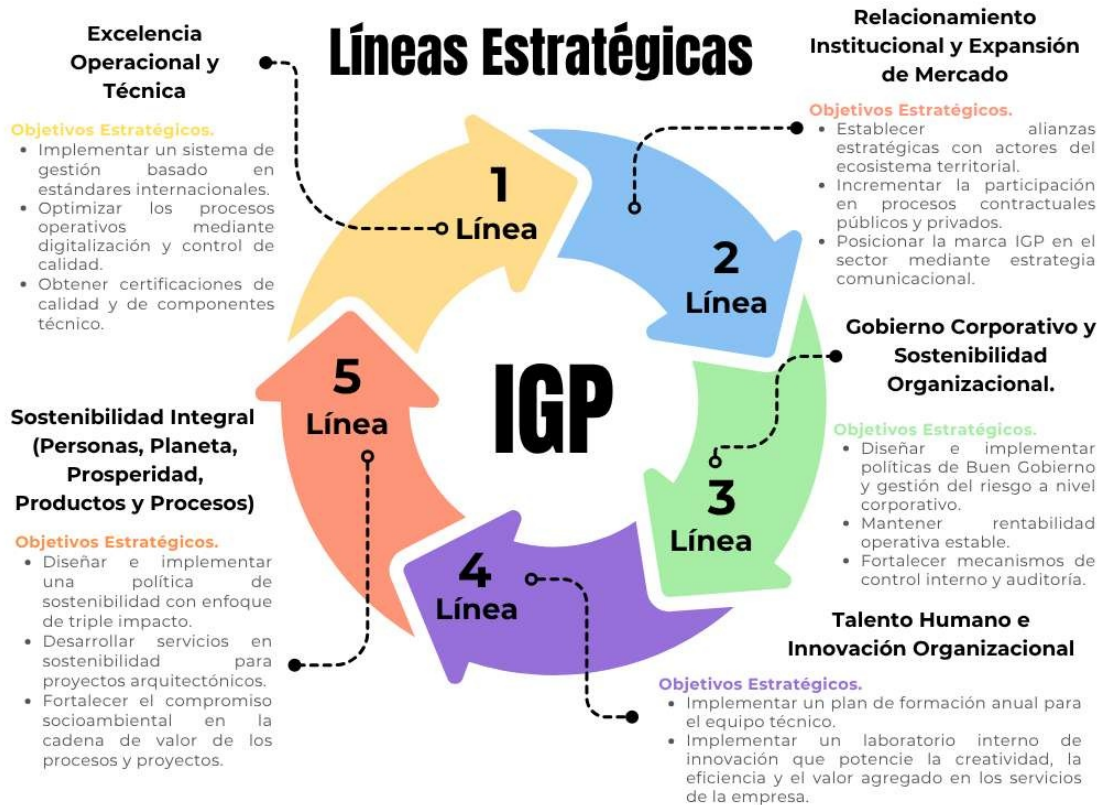 Líneas Estratégicas
Excelencia
Operacional y
Técnica
Objetivos Estratégicos.
• Implementar un sistema de
gestión basado en
estándares internacionales.
• Optimizar los procesos
operativos mediante
digitalización y control de
calidad.
• Obtener certificaciones de
calidad y de componentes
técnico.
Relacionamiento
Institucional y Expansión
de Mercado
Objetivos Estratégicos.
• Establecer alianzas
estratégicas con actores del
ecosistema territorial.
• Incrementar la participación
en procesos contractuales
públicos y privados.
• Posicionar la marca IGP en el
sector mediante estrategia
comunicacional.
1
Línea
2
Línea
3
Línea
4
Línea
5
Línea
IGP
Gobierno Corporativo y
Sostenibilidad
Organizacional.
Objetivos Estratégicos.
• Diseñar e implementar
políticas de Buen Gobierno
y gestión del riesgo a nivel
corporativo.
• Mantener rentabilidad
operativa estable.
• Fortalecer mecanismos de
control interno y auditoría.
Talento Humano e
Innovación Organizacional
Objetivos Estratégicos.
• Implementar un plan de formación anual para
el equipo técnico.
• Implementar un laboratorio interno de
innovación que potencie la creatividad, la
eficiencia y el valor agregado en los servicios
de la empresa.
Sostenibilidad Integral
(Personas, Planeta,
Prosperidad,
Productos y Procesos)
Objetivos Estratégicos.
• Diseñar e implementar
una política de
sostenibilidad con enfoque
de triple impacto.
• Desarrollar servicios en
sostenibilidad para
proyectos arquitectónicos.
• Fortalecer el compromiso
socioambiental en la
cadena de valor de los
procesos y proyectos.